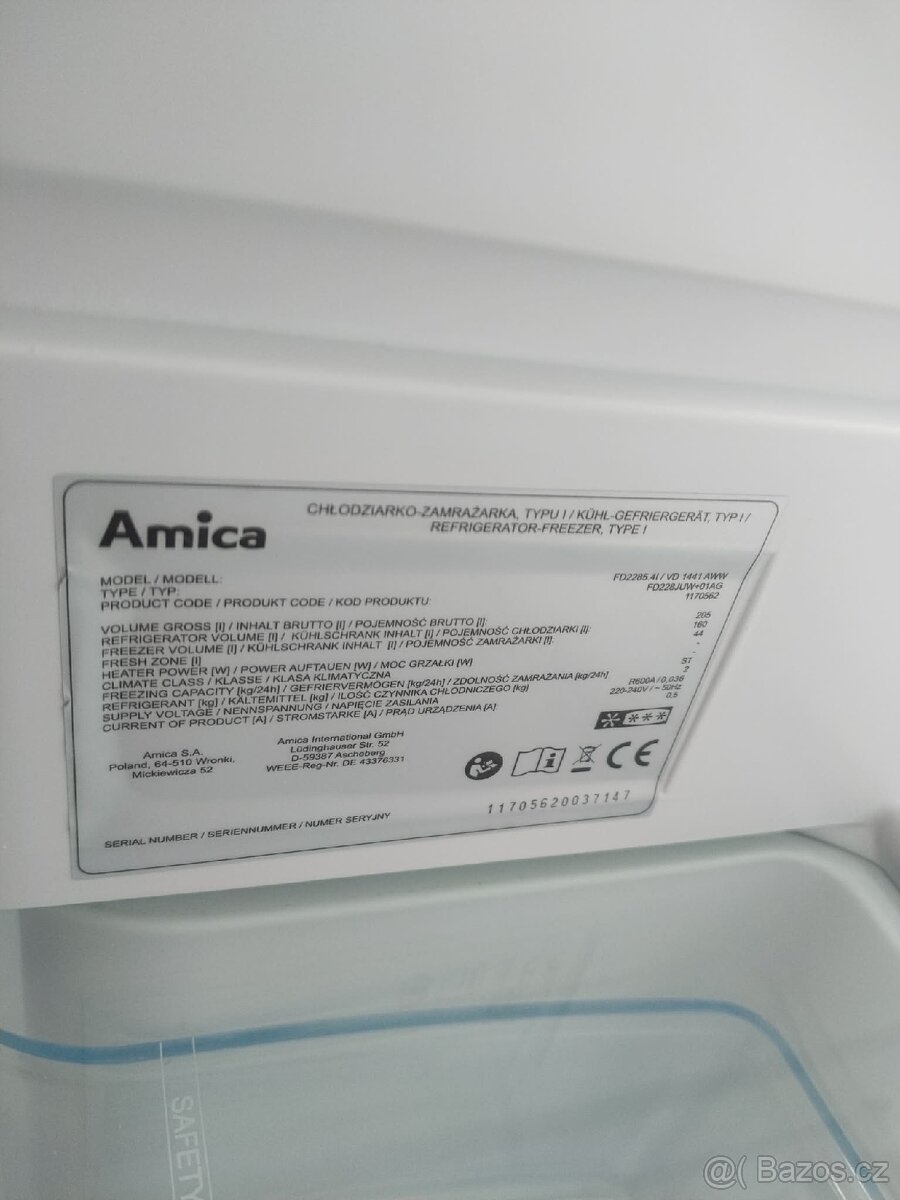 Amica
CHŁODZIARKO-ZAMRAŻARKA, TYPU I / KÜHL-GEFRIERGERÄT, TYP I /
REFRIGERATOR-FREEZER, TYPE I
MODEL / MODELL: FD2285.4I / VD 1441 AWW
TYPE / TYP: FD228JUW+01AG
PRODUCT CODE / PRODUKT CODE / KOD PRODUKTU: 1170562
VOLUME GROSS [l] / INHALT BRUTTO [l] / POJEMNOŚĆ BRUTTO [l]: 205
REFRIGERATOR VOLUME [l] / KÜHLSCHRANK INHALT [l] / POJEMNOŚĆ CHŁODZIARKI [l]: 160
FREEZER VOLUME [l] / KÜHLSCHRANK INHALT [l] / POJEMNOŚĆ ZAMRAŻARKI [l]: 44
FRESH ZONE [l] -
HEATER POWER [W] / POWER AUFTAUEN [W] / MOC GRZAŁKI [W] -
CLIMATE CLASS / KLASSE / KLASA KLIMATYCZNA ST
FREEZING CAPACITY [kg/24h] / GEFRIERVERMÖGEN [kg/24h] / ZDOLNOŚĆ ZAMRAŻANIA [kg/24h] 2
REFRIGERANT [kg] / KÄLTEMITTEL [kg] / ILOŚĆ CZYNNIKA CHŁODNICZEGO [kg] R600A / 0,036
SUPPLY VOLTAGE / NENNSPANNUNG / NAPIĘCIE ZASILANIA 220-240V / ~ 50Hz
CURRENT OF PRODUCT [A] / STROMSTÄRKE [A] / PRĄD URZĄDZENIA [A]: 0.5
Amica S.A.
Poland, 64-510 Wronki,
Mickiewicza 52
Amica International GmbH
Lüdinghauser Str. 52
D-59387 Ascheberg
WEEE-Reg-Nr. DE 43376331
CE
SERIAL NUMBER / SERIENNUMMER / NUMER SERYJNY 11705620037147
SAFETY
@( Bazos.cz